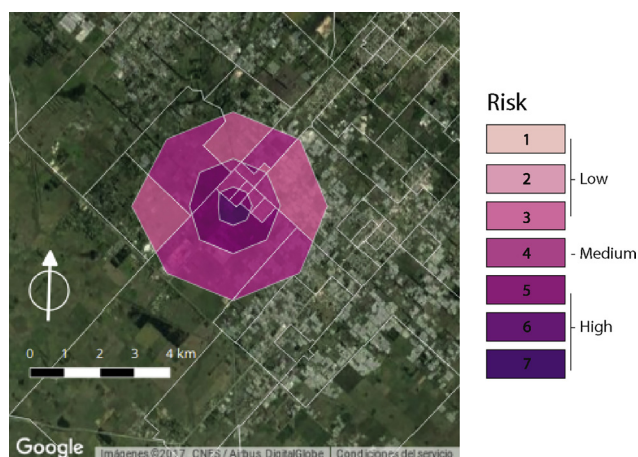 Risk
1
2
3
4
5
6
7
Low
Medium
High
0 1 2 3 4 km
Google
Imágenes ©2017, CNES / Airbus, DigitalGlobe | Condiciones del servicio